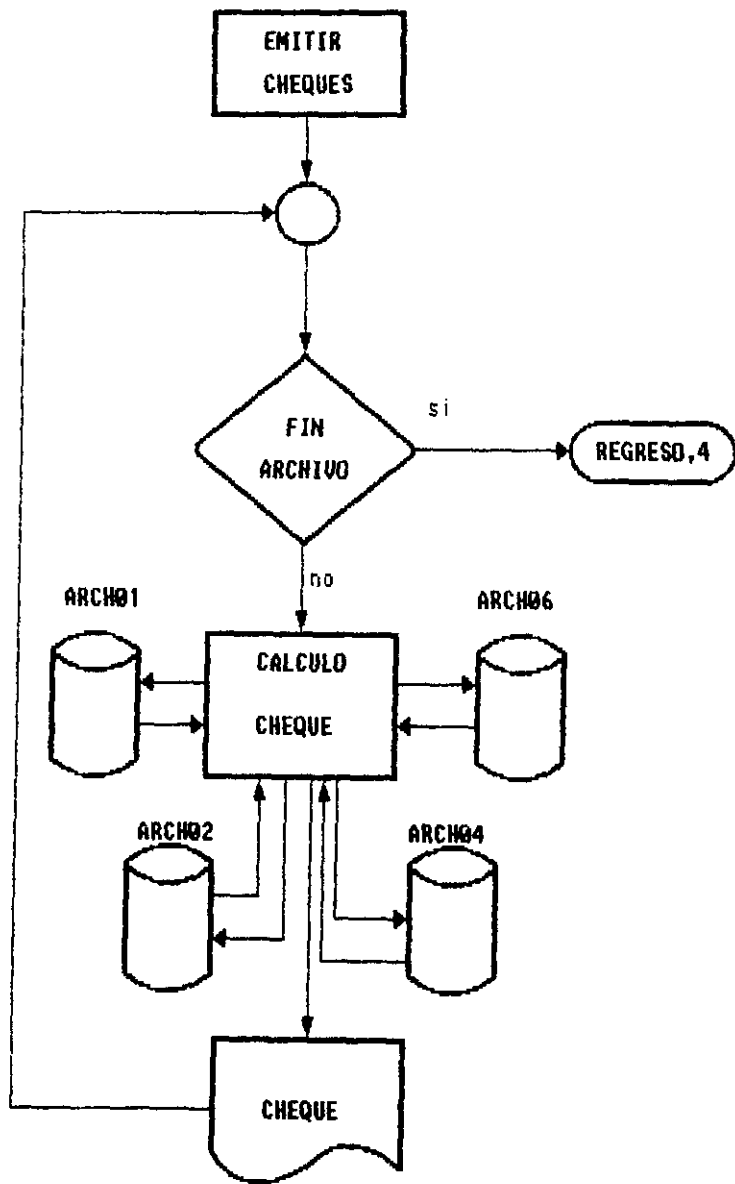 EMITIR
CHEQUES
FIN
ARCHIVO
si
REGRESO,4
no
ARCH01
ARCH06
CALCULO
CHEQUE
ARCH02
ARCH04
CHEQUE